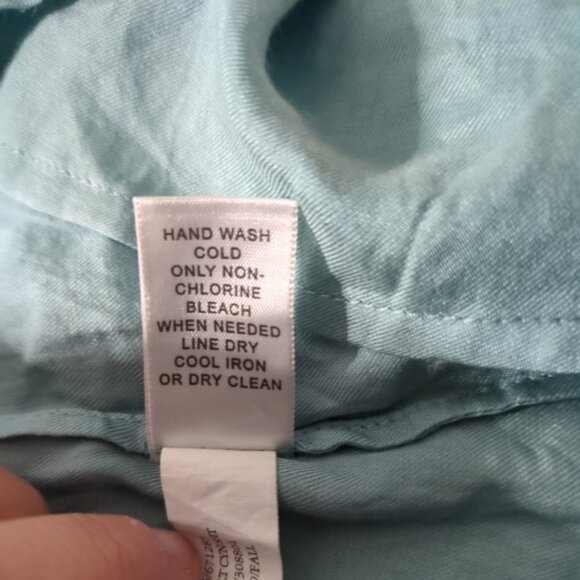 HAND WASH
COLD
ONLY NON-
CHLORINE
BLEACH
WHEN NEEDED
LINE DRY
COOL IRON
OR DRY CLEAN